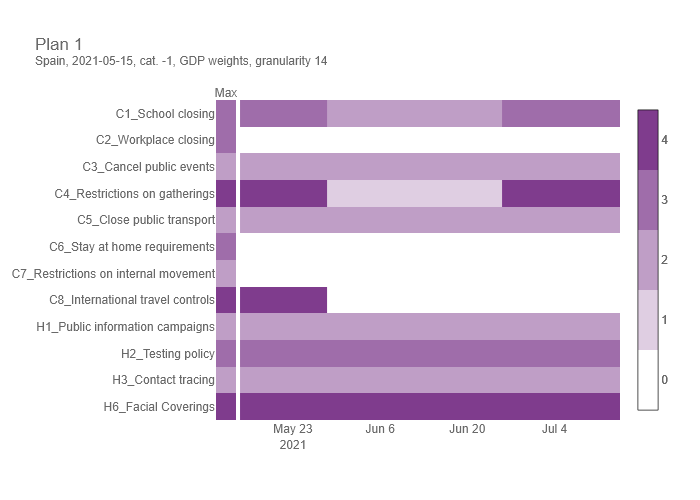 Plan 1
Spain, 2021-05-15, cat. -1, GDP weights, granularity 14
Max
C1_School closing
C2_Workplace closing
C3_Cancel public events
C4_Restrictions on gatherings
C5_Close public transport
C6_Stay at home requirements
C7_Restrictions on internal movement
C8_International travel controls
H1_Public information campaigns
H2_Testing policy
H3_Contact tracing
H6_Facial Coverings
May 23
2021
Jun 6
Jun 20
Jul 4
4
3
2
1
0